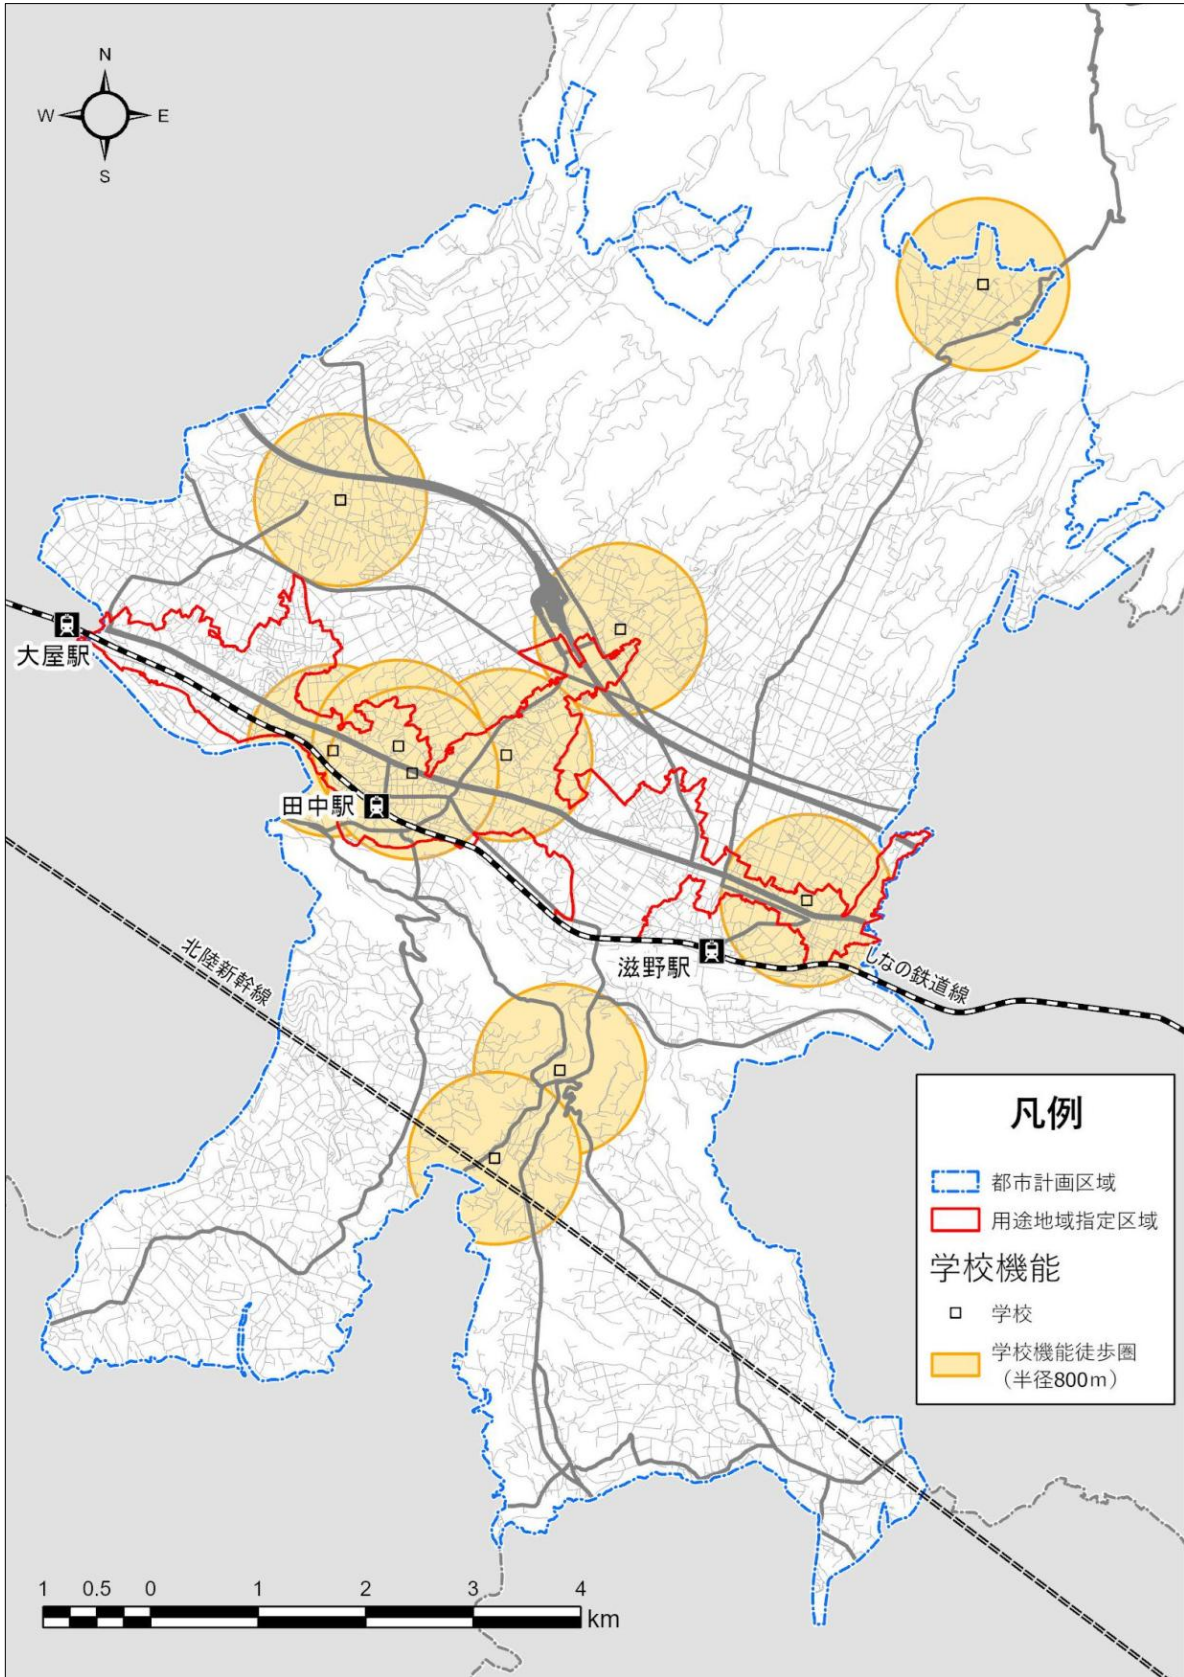 N
W E
S
大屋駅
田中駅
滋野駅
しなの鉄道線
北陸新幹線
凡例
都市計画区域
用途地域指定区域
学校機能
学校
学校機能徒歩圏
（半径800m）
1 0.5 0 1 2 3 4
km